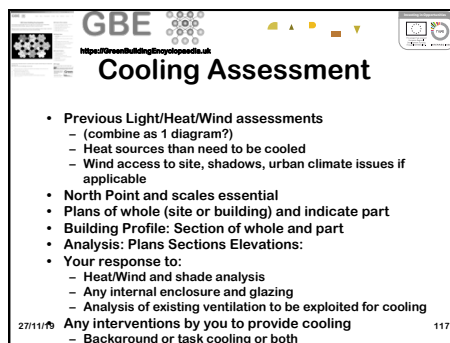 GBE
https://GreenBuildingEncyclopaedia.uk
Cooling Assessment
• Previous Light/Heat/Wind assessments
– (combine as 1 diagram?)
– Heat sources than need to be cooled
– Wind access to site, shadows, urban climate issues if
applicable
• North Point and scales essential
• Plans of whole (site or building) and indicate part
• Building Profile: Section of whole and part
• Analysis: Plans Sections Elevations:
• Your response to:
– Heat/Wind and shade analysis
– Any internal enclosure and glazing
– Analysis of existing ventilation to be exploited for cooling
• Any interventions by you to provide cooling
27/11/19
117
– Background or task cooling or both